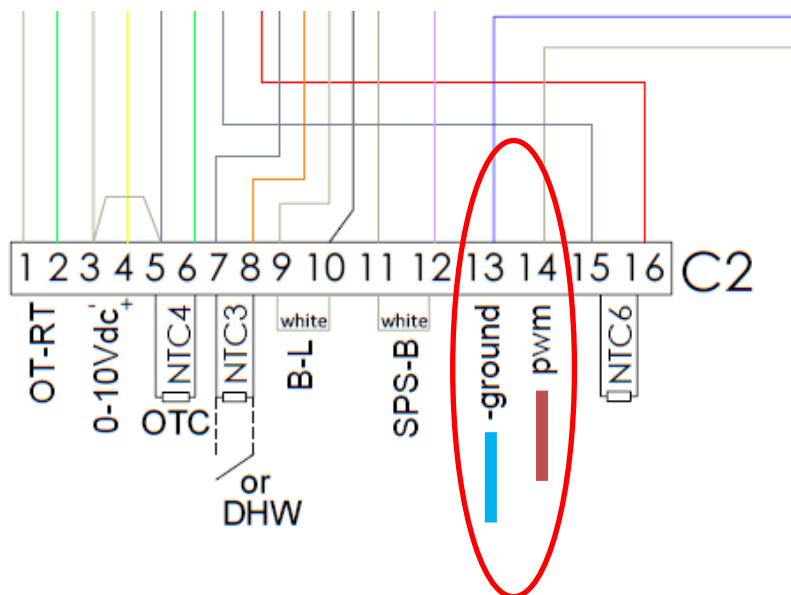 1 2 3 4 5 6 7 8 9 10 11 12 13 14 15 16 C2
OT-RT
0-10Vdc - +
NTC4
OTC
NTC3
or
DHW
white
B-L
white
SPS-B
-ground
pwm
NTC6